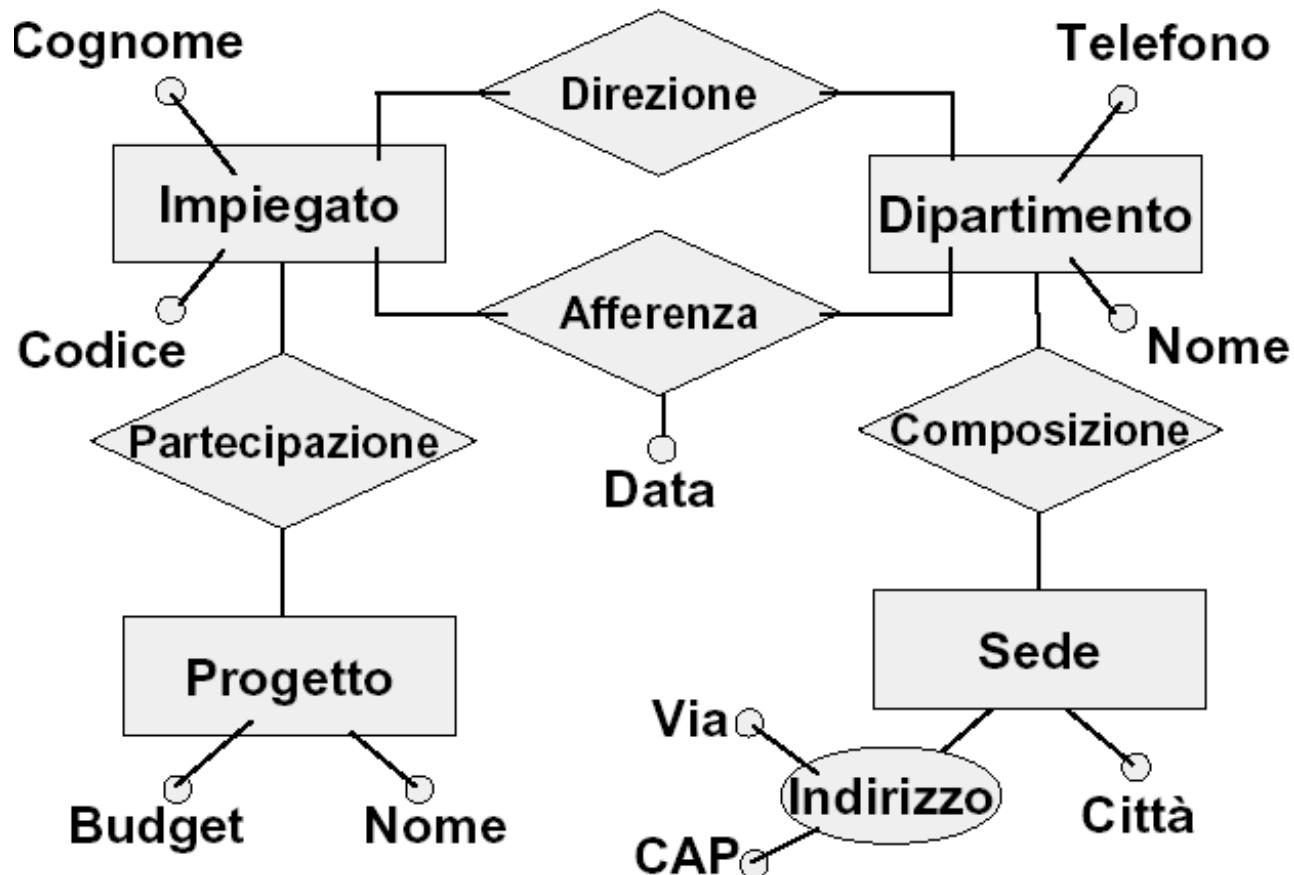 Cognome
Direzione
Telefono
Impiegato
Dipartimento
Codice
Afferenza
Nome
Partecipazione
Data
Composizione
Progetto
Sede
Via
Indirizzo
Budget
Nome
CAP
Città